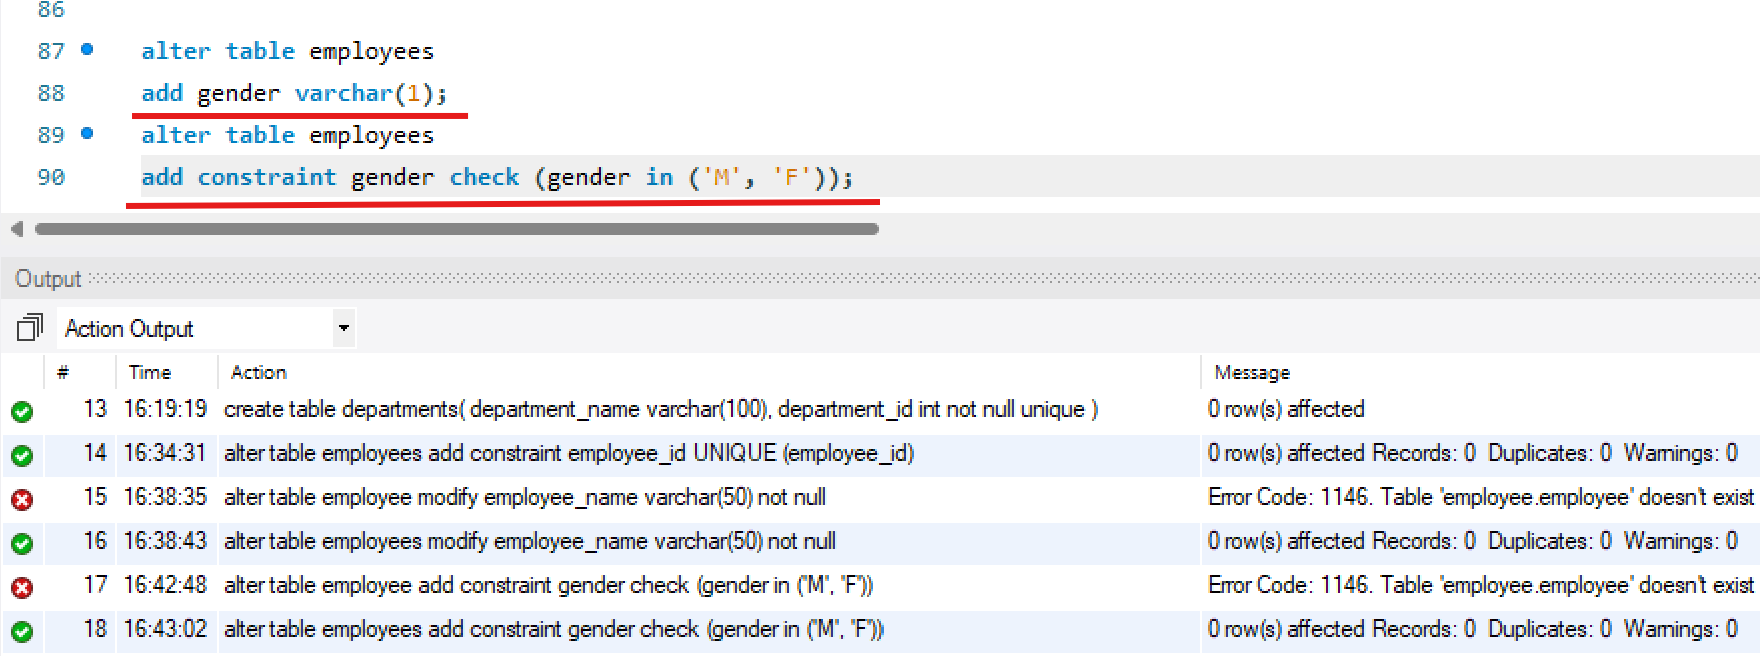 86
87 alter table employees
88 add gender varchar(1);
89 alter table employees
90 add constraint gender check (gender in ('M', 'F'));
Output
Action Output
# Time Action Message
13 16:19:19 create table departments( department_name varchar(100), department_id int not null unique ) 0 row(s) affected
14 16:34:31 alter table employees add constraint employee_id UNIQUE (employee_id) 0 row(s) affected Records: 0 Duplicates: 0 Warnings: 0
15 16:38:35 alter table employee modify employee_name varchar(50) not null Error Code: 1146. Table 'employee.employee' doesn't exist
16 16:38:43 alter table employees modify employee_name varchar(50) not null 0 row(s) affected Records: 0 Duplicates: 0 Warnings: 0
17 16:42:48 alter table employee add constraint gender check (gender in ('M', 'F')) Error Code: 1146. Table 'employee.employee' doesn't exist
18 16:43:02 alter table employees add constraint gender check (gender in ('M', 'F')) 0 row(s) affected Records: 0 Duplicates: 0 Warnings: 0